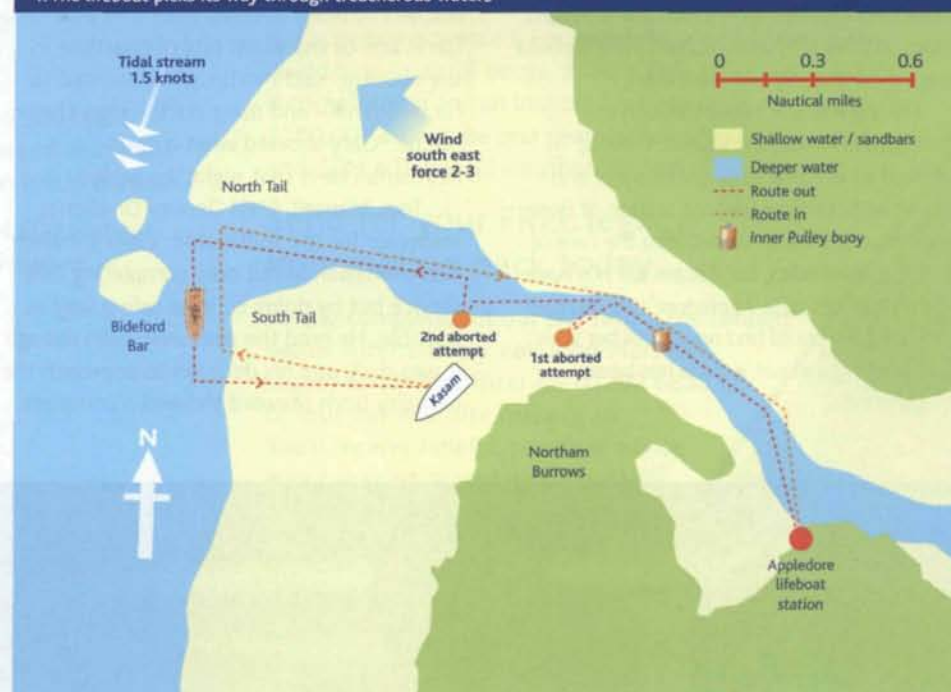 Tidal stream
1.5 knots
Wind
south east
force 2-3
0 0.3 0.6
Nautical miles
Shallow water / sandbars
Deeper water
Route out
Route in
Inner Pulley buoy
North Tail
South Tail
Bideford
Bar
2nd aborted
attempt
1st aborted
attempt
Kasam
N
Northam
Burrows
Appledore
lifeboat
station